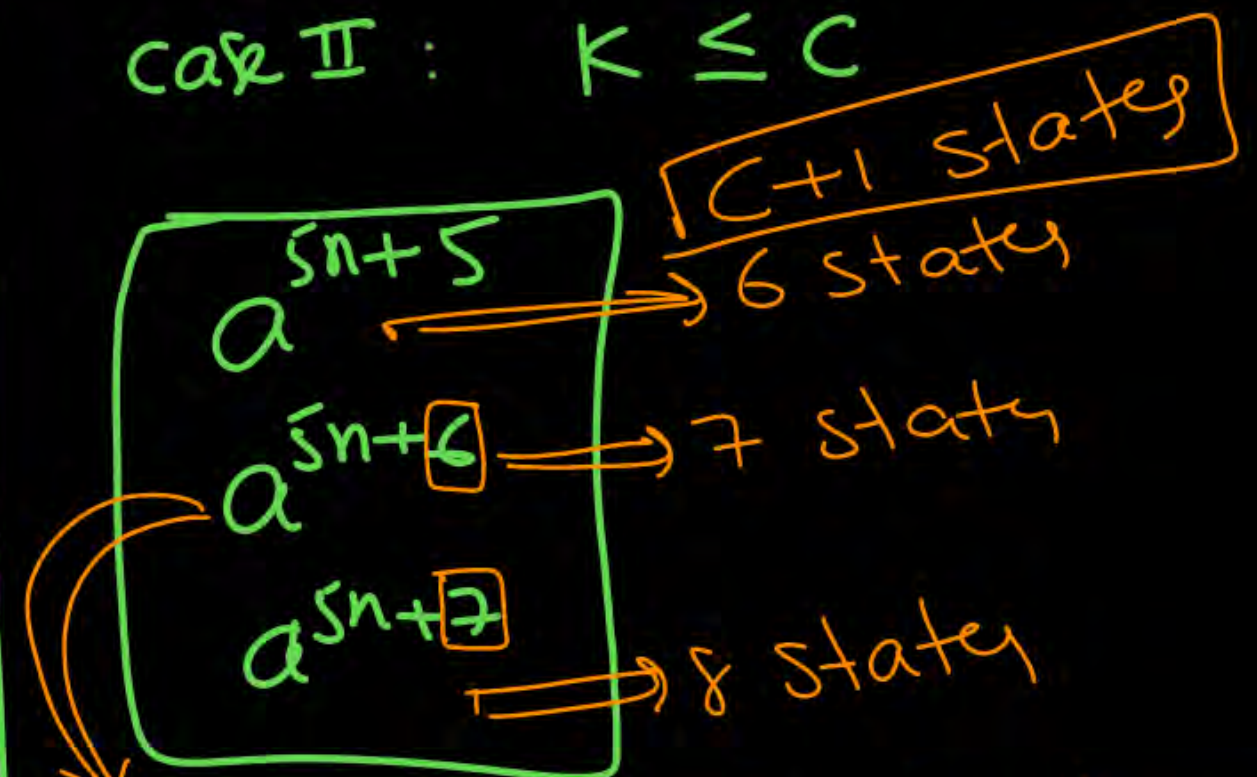 Case II : K ≤ C
C+1 states
a^{5n+5} ⇒ 6 states
a^{5n+6} ⇒ 7 states
a^{5n+7} ⇒ 8 states